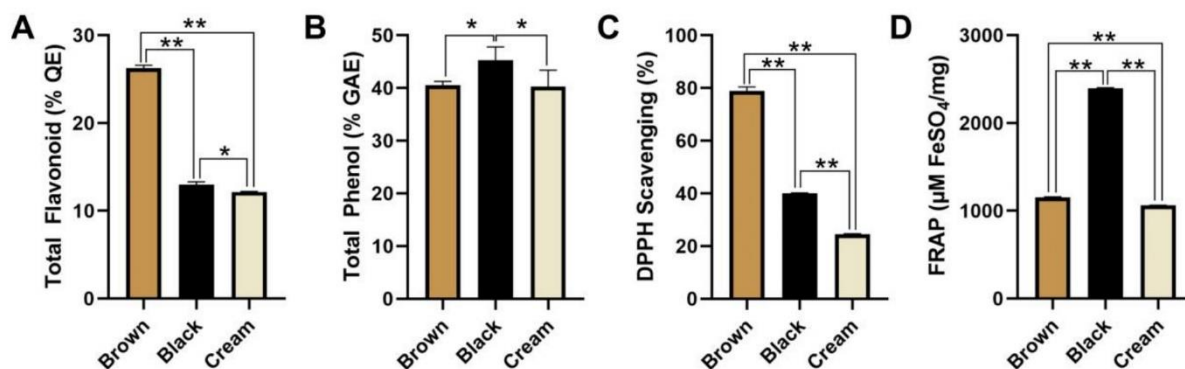 A
Total Flavonoid (% QE)
30
20
10
0
**
**
*
Brown
Black
Cream
B
Total Phenol (% GAE)
60
50
40
30
20
10
0
*
*
Brown
Black
Cream
C
DPPH Scavenging (%)
100
80
60
40
20
0
**
**
**
Brown
Black
Cream
D
FRAP (µM FeSO₄/mg)
3000
2000
1000
0
**
**
**
Brown
Black
Cream